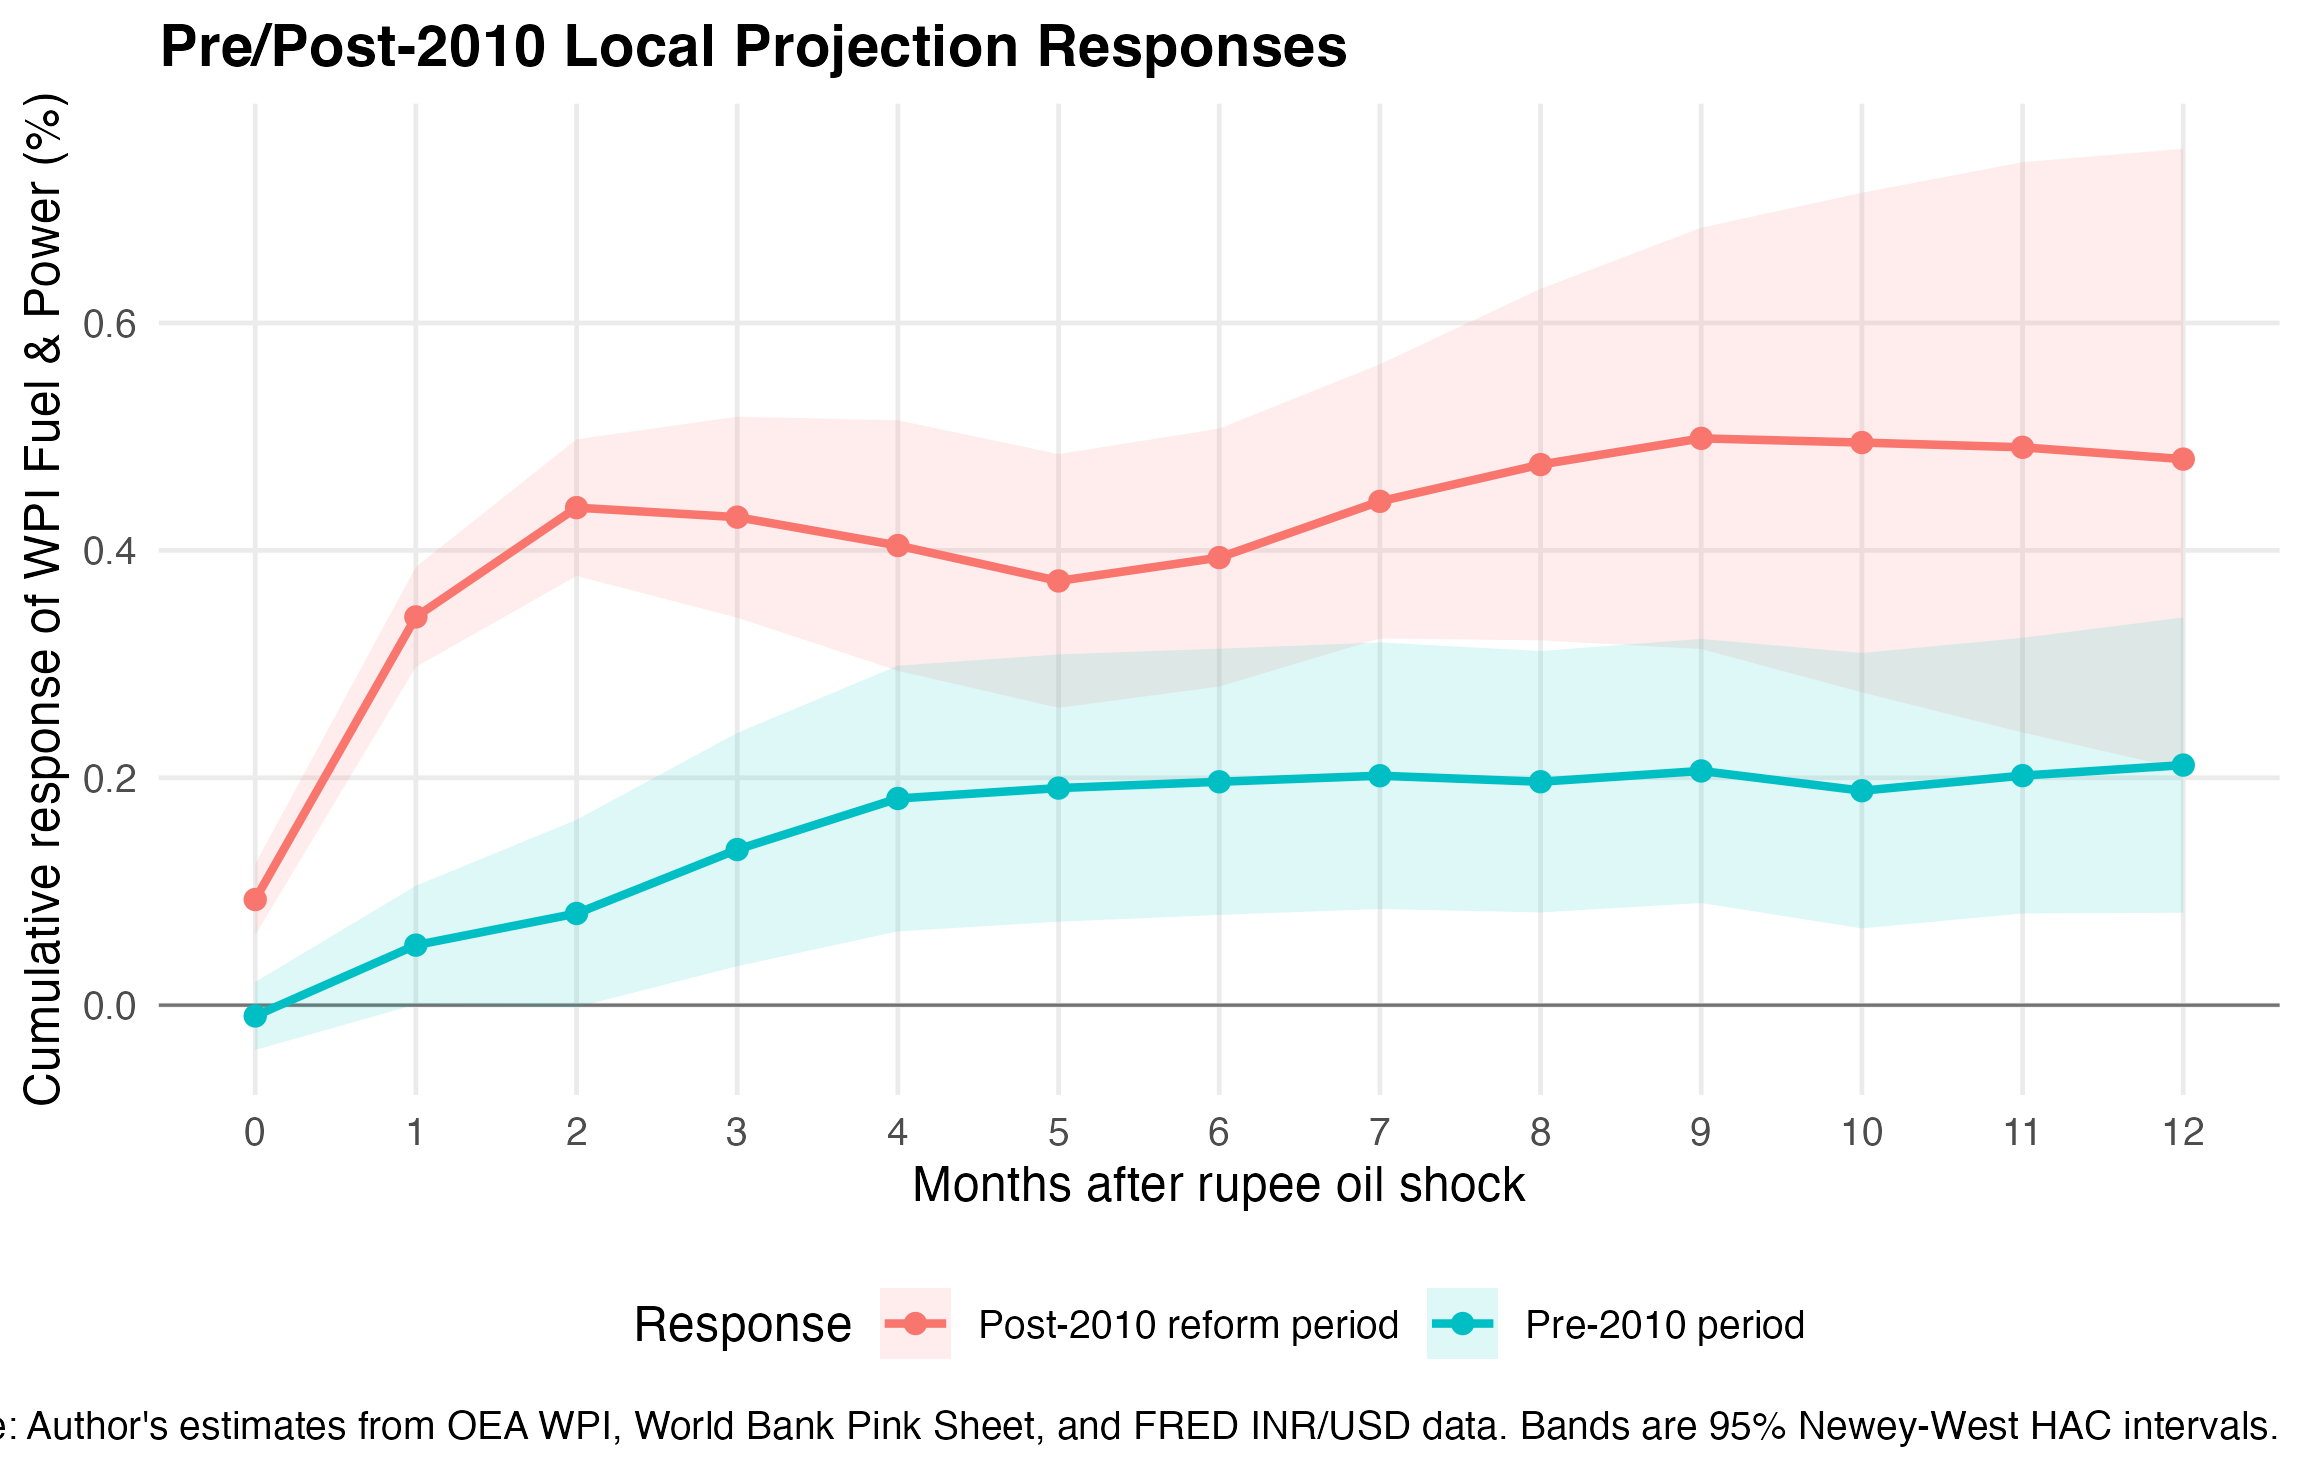 Pre/Post-2010 Local Projection Responses
Cumulative response of WPI Fuel & Power (%)
0.6
0.4
0.2
0.0
0 1 2 3 4 5 6 7 8 9 10 11 12
Months after rupee oil shock
Response Post-2010 reform period Pre-2010 period
e: Author's estimates from OEA WPI, World Bank Pink Sheet, and FRED INR/USD data. Bands are 95% Newey-West HAC intervals.